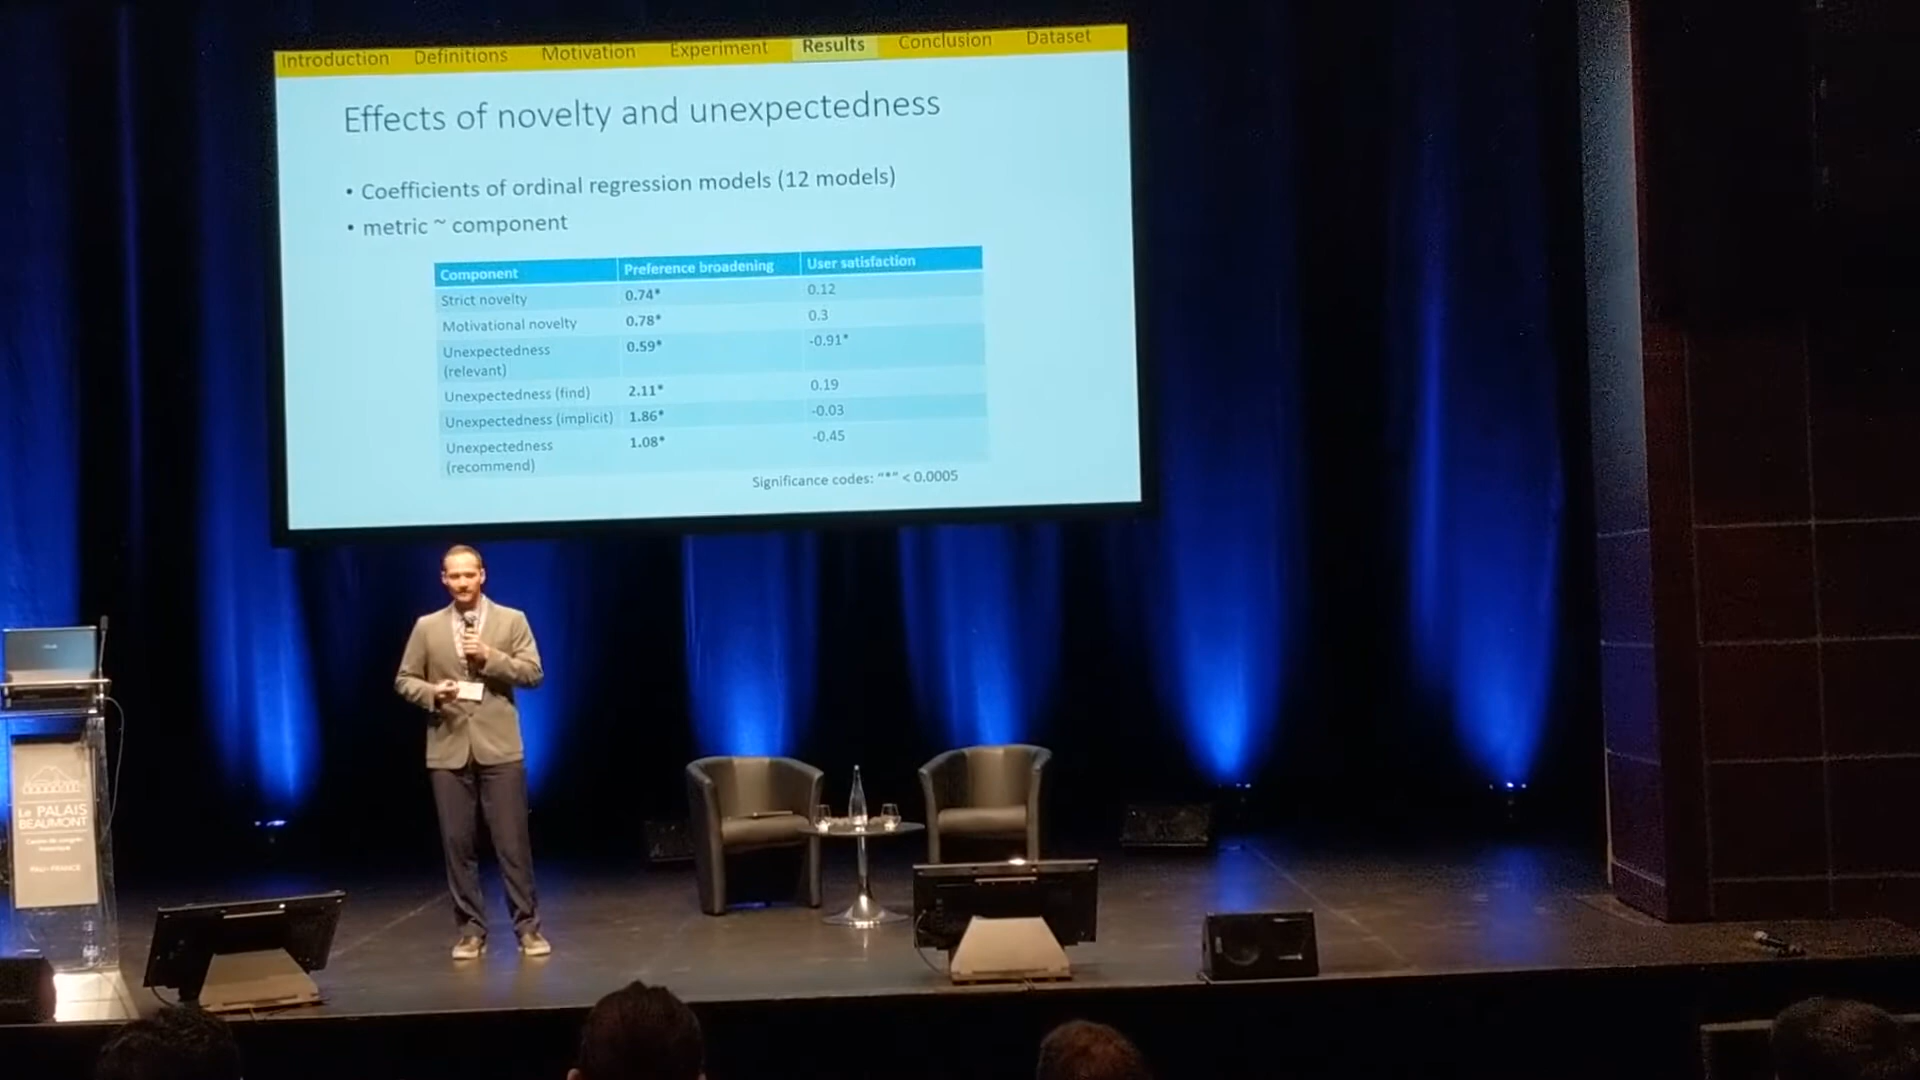 Introduction Definitions Motivation Experiment Results Conclusion Dataset
Effects of novelty and unexpectedness
• Coefficients of ordinal regression models (12 models)
• metric ~ component
Component Preference broadening User satisfaction
Strict novelty 0.74* 0.12
Motivational novelty 0.78* 0.3
Unexpectedness (relevant) 0.59* -0.91*
Unexpectedness (find) 2.11* 0.19
Unexpectedness (implicit) 1.86* -0.03
Unexpectedness (recommend) 1.08* -0.45
Significance codes: "*" < 0.0005
Le PALAIS
BEAUMONT